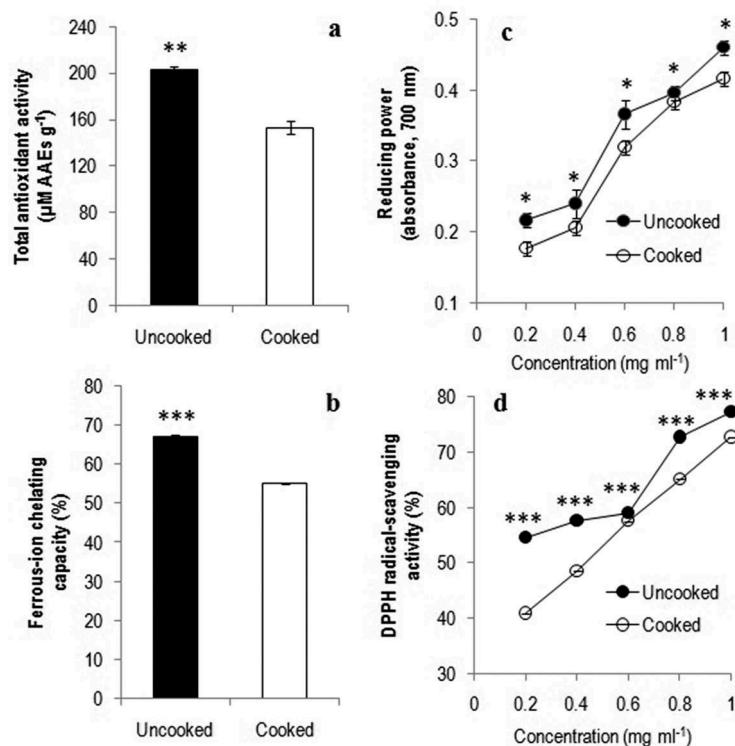 a
Total antioxidant activity
(µM AAEs g⁻¹)
240
200
160
120
80
40
0
**
Uncooked
Cooked
c
Reducing power
(absorbance, 700 nm)
0.5
0.4
0.3
0.2
0.1
*
*
*
*
*
Uncooked
Cooked
0
0.2
0.4
0.6
0.8
1
Concentration (mg ml⁻¹)
b
Ferrous-ion chelating
capacity (%)
80
70
60
50
40
30
20
10
0
***
Uncooked
Cooked
d
DPPH radical-scavenging
activity (%)
80
70
60
50
40
30
***
***
***
***
***
Uncooked
Cooked
0
0.2
0.4
0.6
0.8
1
Concentration (mg ml⁻¹)